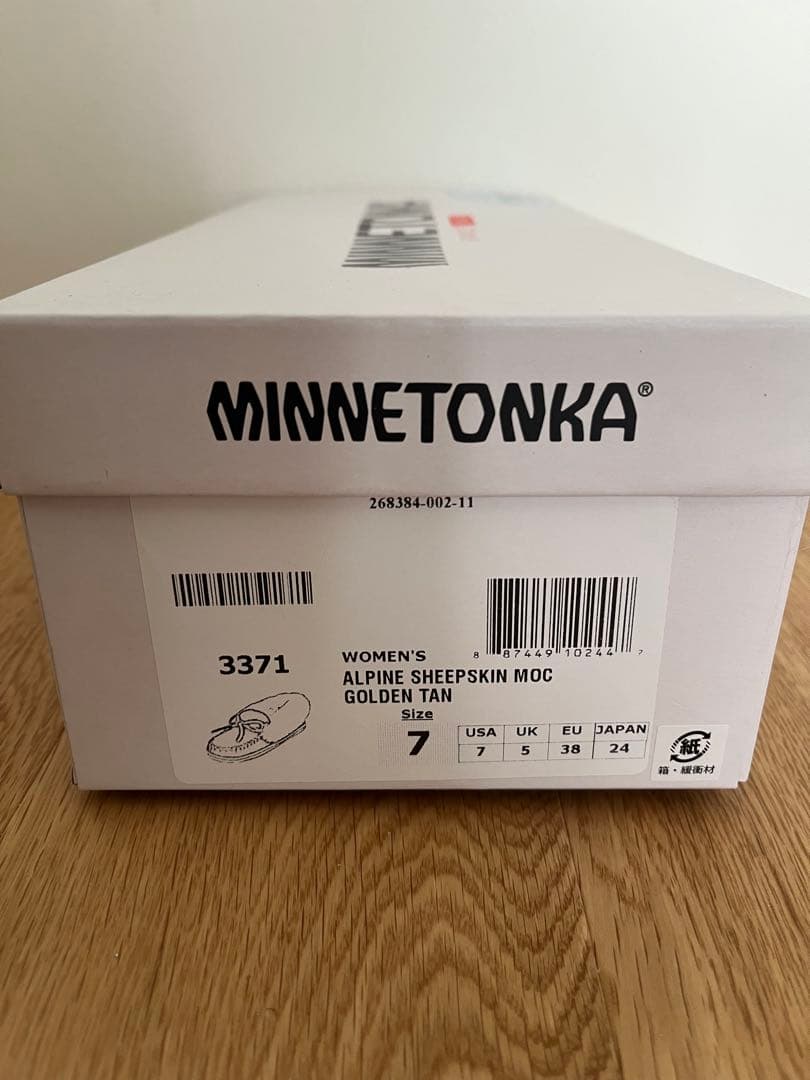 MINNETONKA
MINNETONKA®
268384-002-11
3371
WOMEN'S
ALPINE SHEEPSKIN MOC
GOLDEN TAN
8 87449 10244 7
Size
7
USA UK EU JAPAN
7 5 38 24
紙
箱・緩衝材